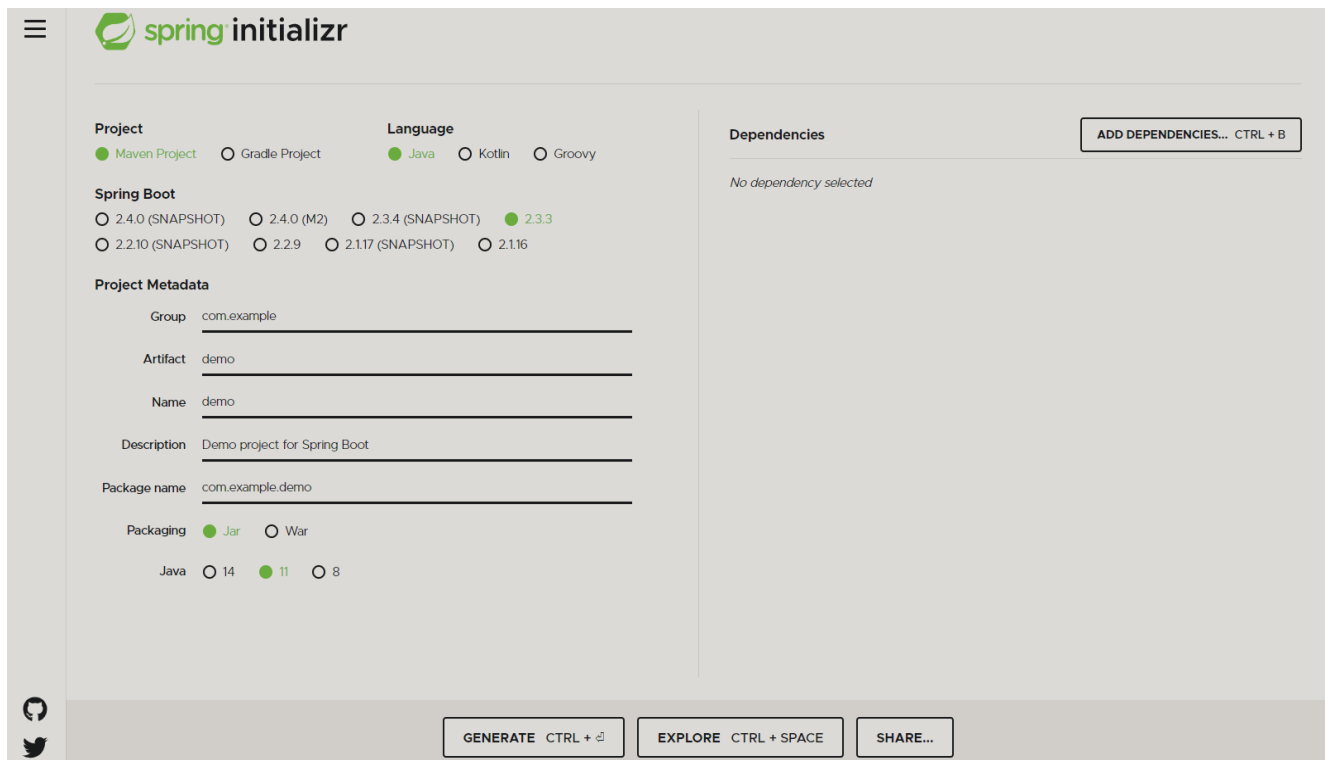 spring initializr
Project
Maven Project Gradle Project
Language
Java Kotlin Groovy
Spring Boot
2.4.0 (SNAPSHOT) 2.4.0 (M2) 2.3.4 (SNAPSHOT) 2.3.3
2.2.10 (SNAPSHOT) 2.2.9 2.1.17 (SNAPSHOT) 2.1.16
Project Metadata
Group com.example
Artifact demo
Name demo
Description Demo project for Spring Boot
Package name com.example.demo
Packaging Jar War
Java 14 11 8
Dependencies
ADD DEPENDENCIES... CTRL + B
No dependency selected
GENERATE CTRL + ⏎
EXPLORE CTRL + SPACE
SHARE...